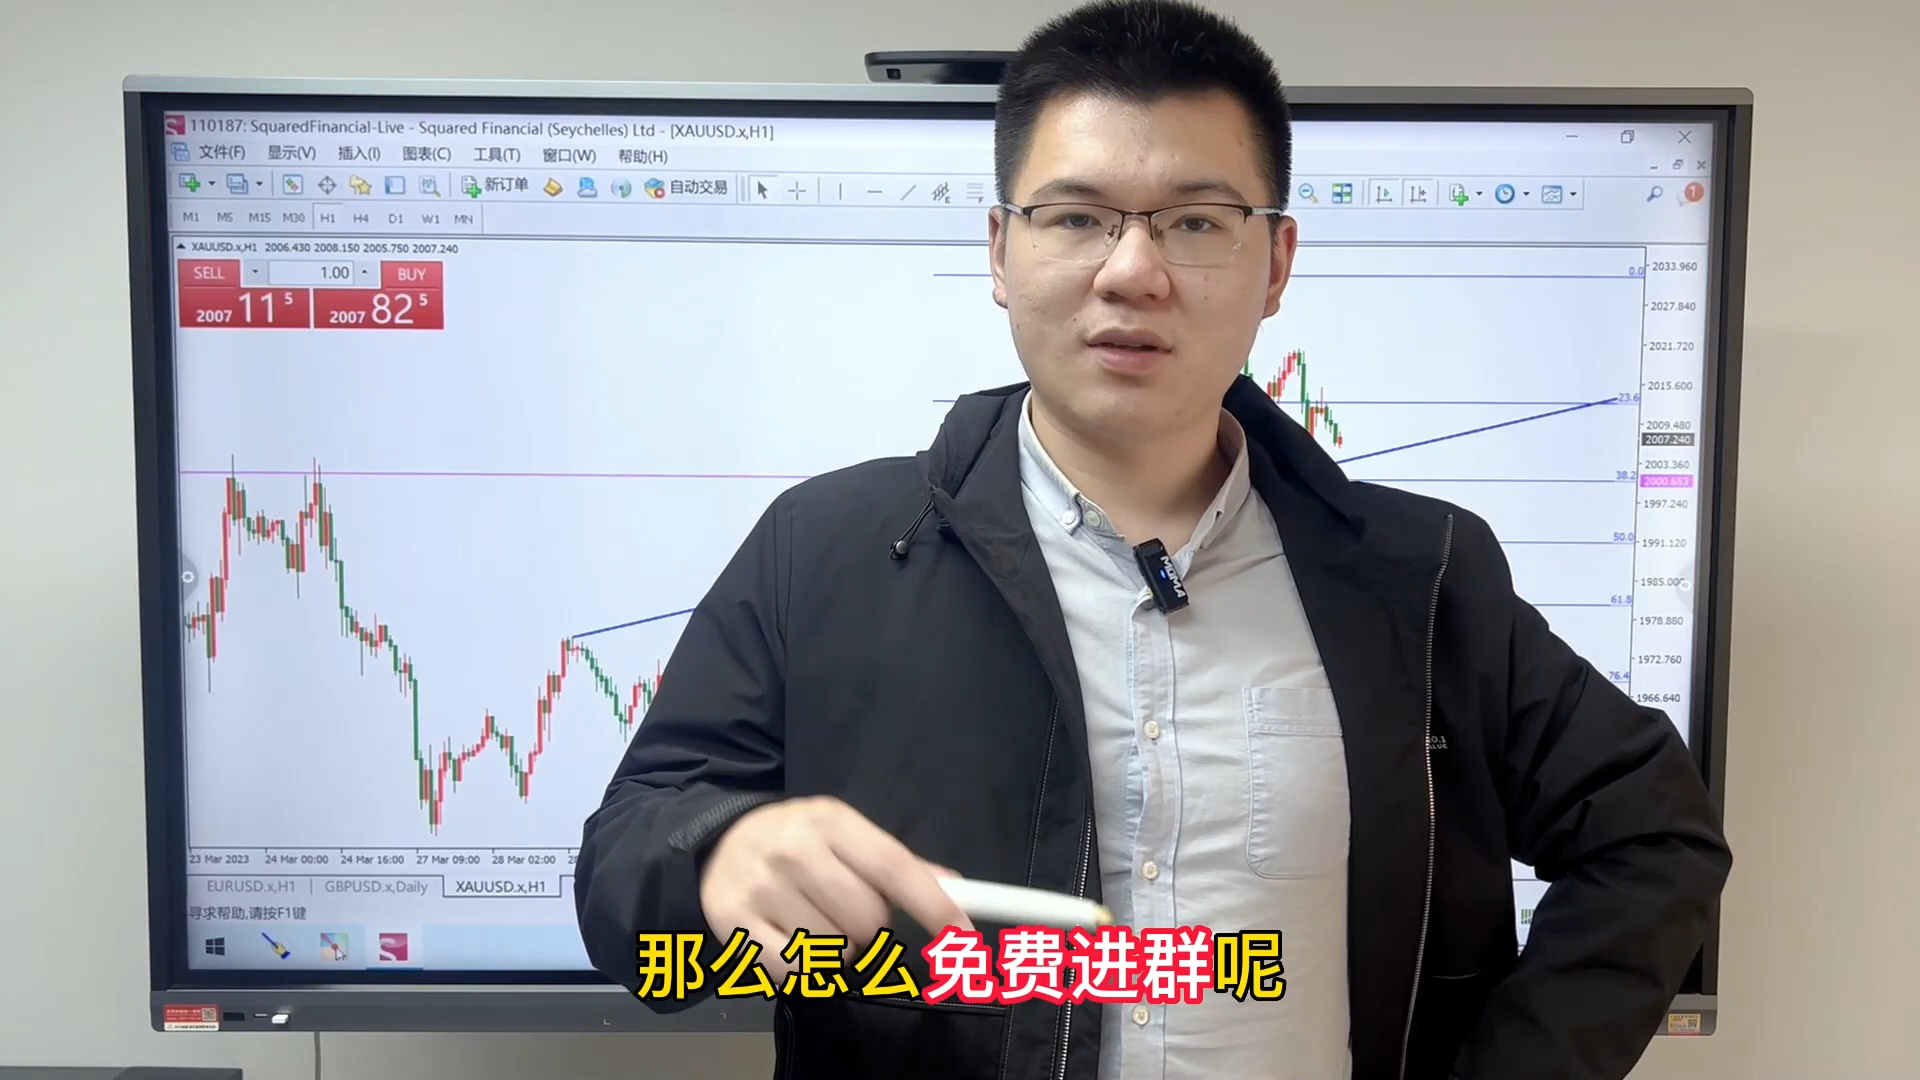 110187: SquaredFinancial-Live - Squared Financial (Seychelles) Ltd - [XAUUSD.x,H1]
文件(F) 显示(V) 插入(I) 图表(C) 工具(T) 窗口(W) 帮助(H)
新订单 自动交易
1
M1 M5 M15 M30 H1 H4 D1 W1 MN
XAUUSD.x,H1 2006.430 2008.150 2005.750 2007.240
SELL 1.00 BUY
2007 11 5 2007 82 5
0.0
2033.960
2027.840
2021.720
2015.600
23.6
2009.480
2007.240
2003.360
38.2
2000.653
1997.240
50.0
1991.120
1985.000
61.8
1978.880
1972.760
76.4
1966.640
MOMA
NO.1
VALUE
23 Mar 2023 24 Mar 00:00 24 Mar 16:00 27 Mar 09:00 28 Mar 02:00
EURUSD.x,H1 GBPUSD.x,Daily XAUUSD.x,H1
寻求帮助,请按F1键
那么怎么免费进群呢